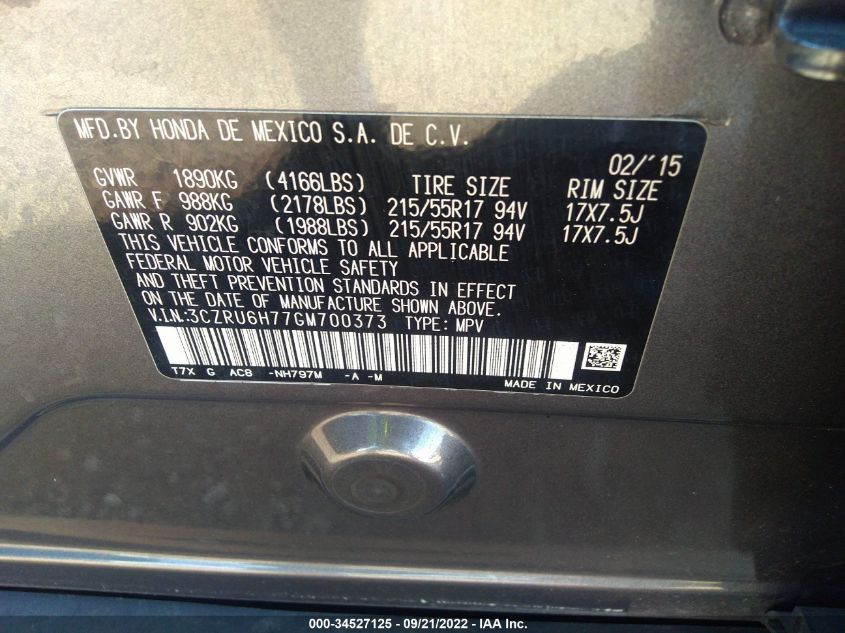 MFD.BY HONDA DE MEXICO S.A. DE C.V.
02/'15
GVWR 1890KG (4166LBS) TIRE SIZE RIM SIZE
GAWR F 988KG (2178LBS) 215/55R17 94V 17X7.5J
GAWR R 902KG (1988LBS) 215/55R17 94V 17X7.5J
THIS VEHICLE CONFORMS TO ALL APPLICABLE
FEDERAL MOTOR VEHICLE SAFETY
AND THEFT PREVENTION STANDARDS IN EFFECT
ON THE DATE OF MANUFACTURE SHOWN ABOVE.
V.I.N.:3CZRU6H77GM700373 TYPE: MPV
T7X G AC8 -NH797M -A -M
MADE IN MEXICO
000-34527125 - 09/21/2022 - © IAA, Inc.